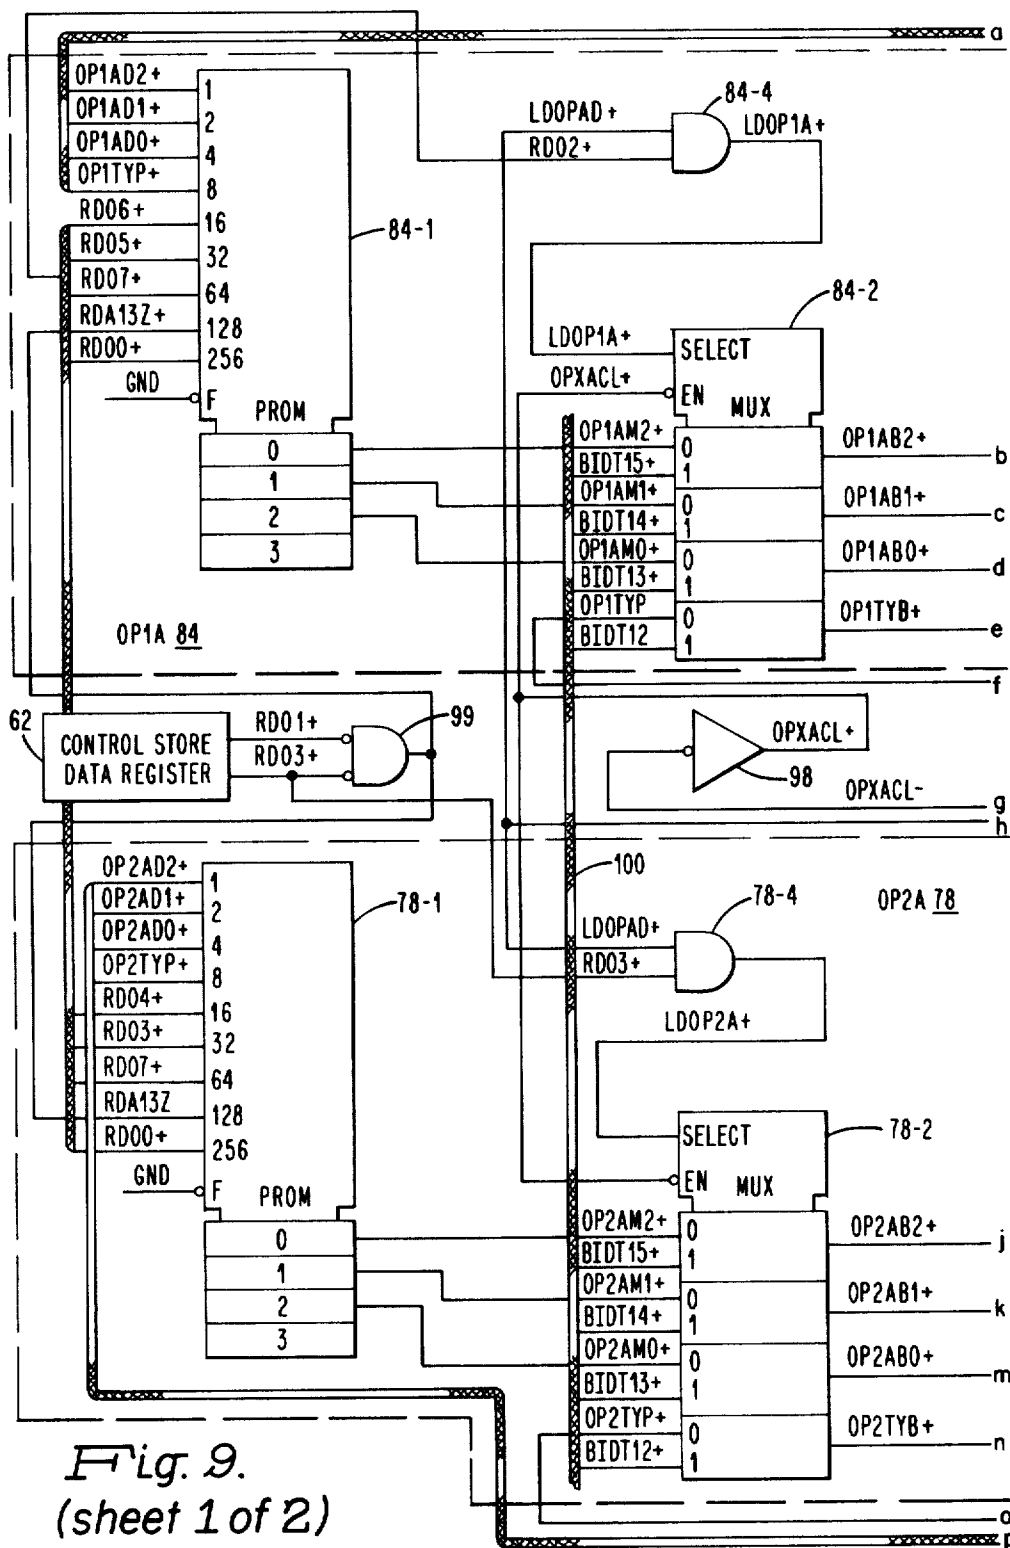 a
OP1AD2+
1
OP1AD1+
2
OP1AD0+
4
OP1TYP+
8
RD06+
16
RD05+
32
RD07+
64
RDA13Z+
128
RD00+
256
GND
F
PROM
0
1
2
3
84-1
OP1A 84
LDOPAD+
RD02+
84-4
LDOP1A+
84-2
LDOP1A+
SELECT
OPXACL+
EN
MUX
OP1AM2+
0
BIDT15+
1
OP1AM1+
0
BIDT14+
1
OP1AM0+
0
BIDT13+
1
OP1TYP
0
BIDT12
1
OP1AB2+
b
OP1AB1+
c
OP1AB0+
d
OP1TYB+
e
f
62
CONTROL STORE
DATA REGISTER
RD01+
RD03+
99
OPXACL+
98
OPXACL-
g
h
OP2AD2+
1
OP2AD1+
2
OP2AD0+
4
OP2TYP+
8
RD04+
16
RD03+
32
RD07+
64
RDA13Z
128
RD00+
256
GND
F
PROM
0
1
2
3
78-1
100
78-4
OP2A 78
LDOPAD+
RD03+
LDOP2A+
78-2
SELECT
EN
MUX
OP2AM2+
0
BIDT15+
1
OP2AM1+
0
BIDT14+
1
OP2AM0+
0
BIDT13+
1
OP2TYP+
0
BIDT12+
1
OP2AB2+
j
OP2AB1+
k
OP2AB0+
m
OP2TYB+
n
o
p
Fig. 9.
(sheet 1 of 2)